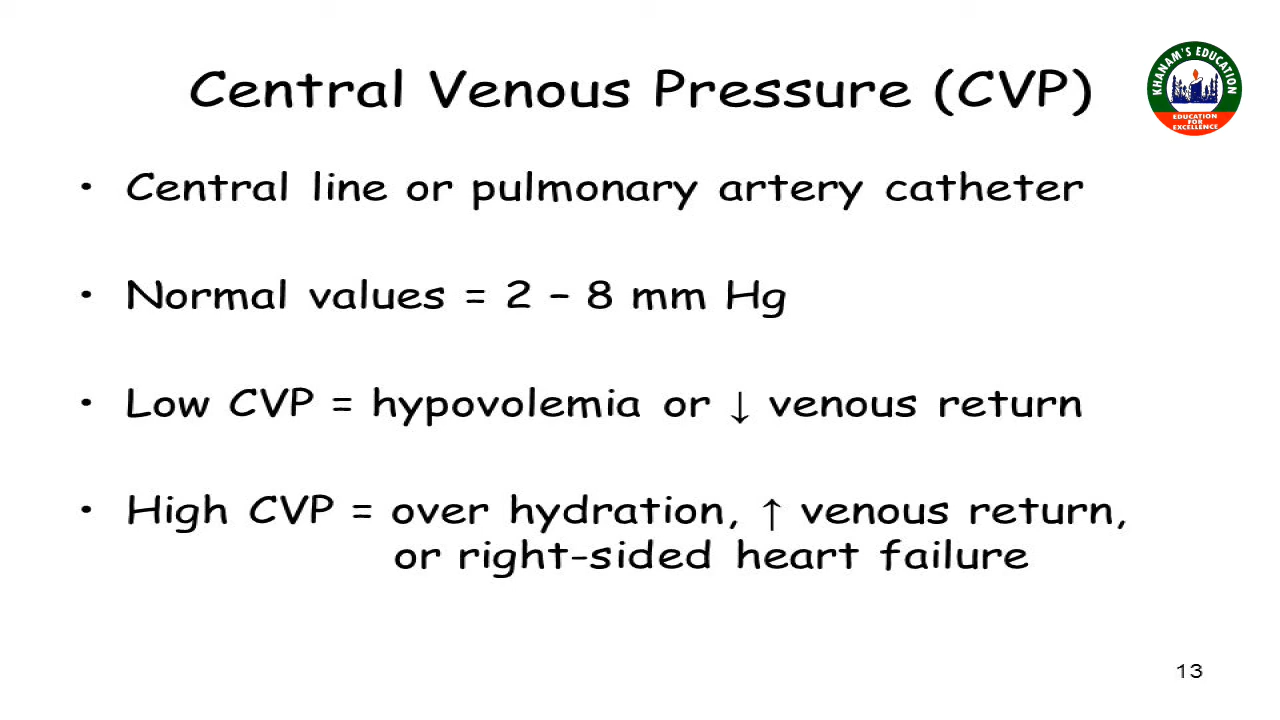 Central Venous Pressure (CVP)
KHANAM'S EDUCATION
EDUCATION
FOR
EXCELLENCE
• Central line or pulmonary artery catheter
• Normal values = 2 – 8 mm Hg
• Low CVP = hypovolemia or ↓ venous return
• High CVP = over hydration, ↑ venous return,
or right-sided heart failure
13